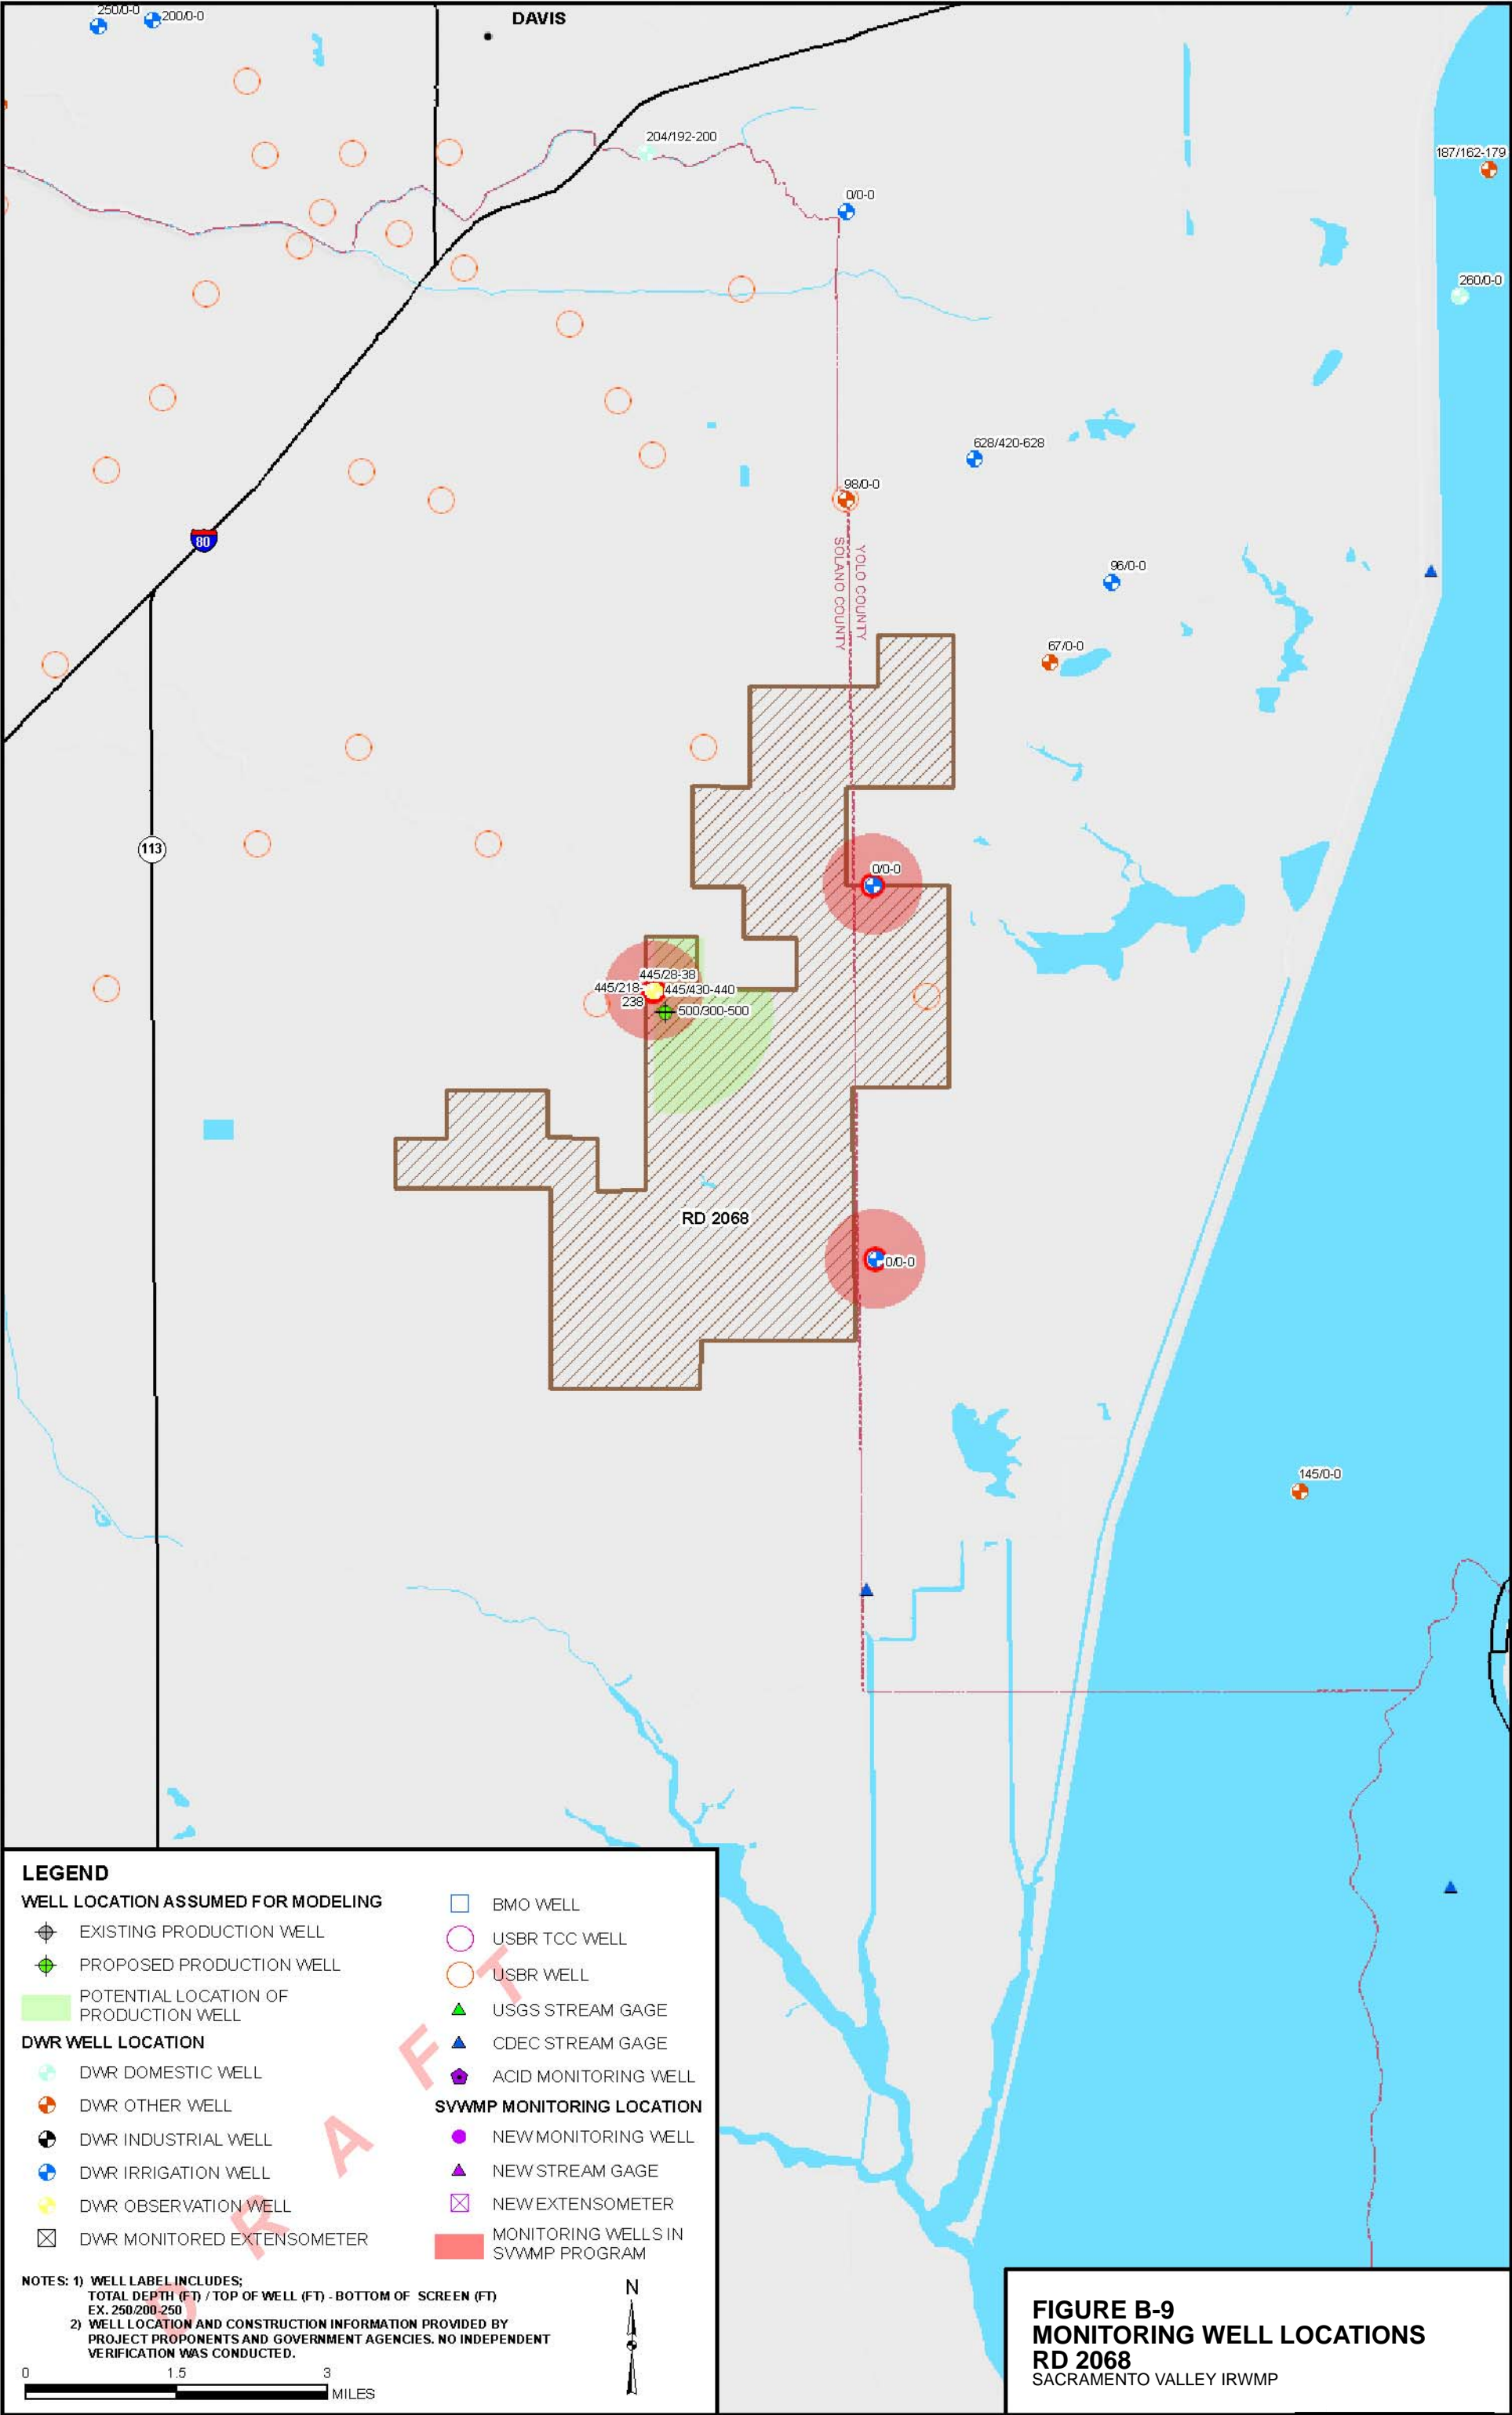 250/0-0
200/0-0
DAVIS
204/192-200
187/162-179
0/0-0
260/0-0
628/420-628
98/0-0
80
SOLANO COUNTY
YOLO COUNTY
96/0-0
67/0-0
113
0/0-0
445/28-38
445/218-
238
445/430-440
500/300-500
RD 2068
0/0-0
145/0-0
LEGEND
WELL LOCATION ASSUMED FOR MODELING
EXISTING PRODUCTION WELL
PROPOSED PRODUCTION WELL
POTENTIAL LOCATION OF
PRODUCTION WELL
DWR WELL LOCATION
DWR DOMESTIC WELL
DWR OTHER WELL
DWR INDUSTRIAL WELL
DWR IRRIGATION WELL
DWR OBSERVATION WELL
DWR MONITORED EXTENSOMETER
BMO WELL
USBR TCC WELL
USBR WELL
USGS STREAM GAGE
CDEC STREAM GAGE
ACID MONITORING WELL
SVWMP MONITORING LOCATION
NEW MONITORING WELL
NEW STREAM GAGE
NEW EXTENSOMETER
MONITORING WELLS IN
SVWMP PROGRAM
DRAFT
NOTES: 1) WELL LABEL INCLUDES;
TOTAL DEPTH (FT) / TOP OF WELL (FT) - BOTTOM OF SCREEN (FT)
EX. 250/200-250
2) WELL LOCATION AND CONSTRUCTION INFORMATION PROVIDED BY
PROJECT PROPONENTS AND GOVERNMENT AGENCIES. NO INDEPENDENT
VERIFICATION WAS CONDUCTED.
0 1.5 3
MILES
N
FIGURE B-9
MONITORING WELL LOCATIONS
RD 2068
SACRAMENTO VALLEY IRWMP